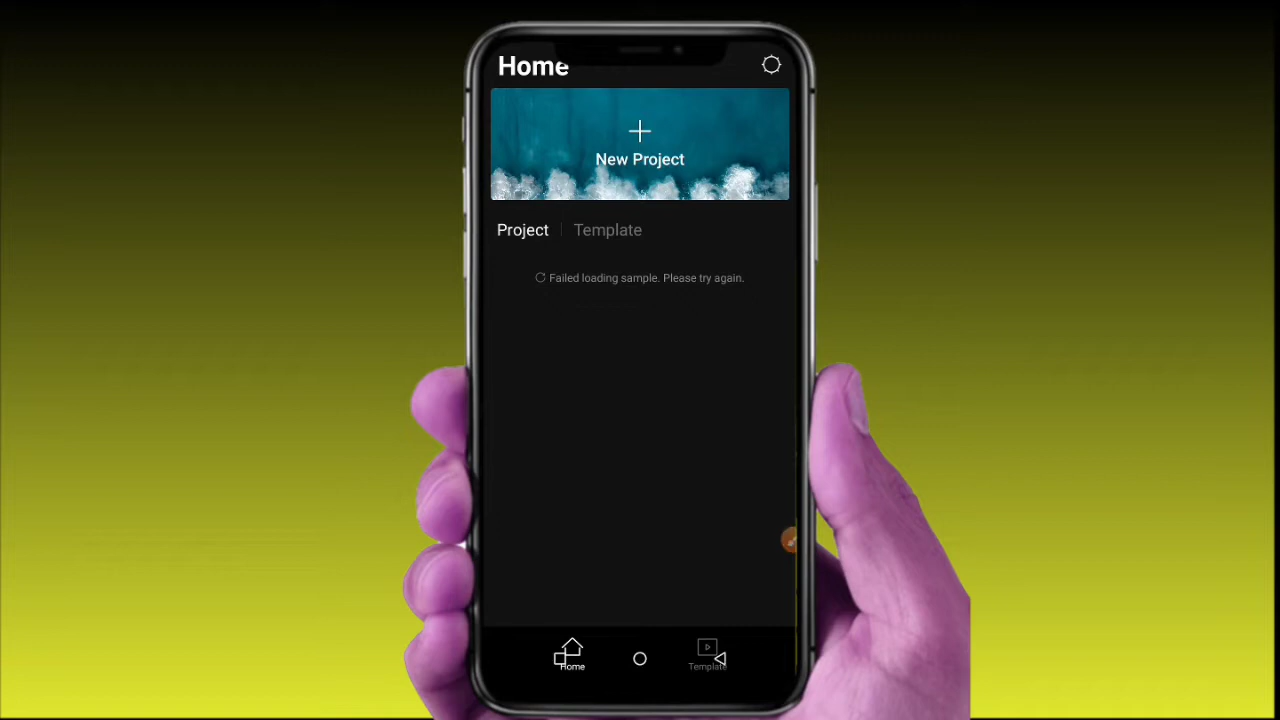 Home
New Project
Project
Template
Failed loading sample. Please try again.
Home
Template